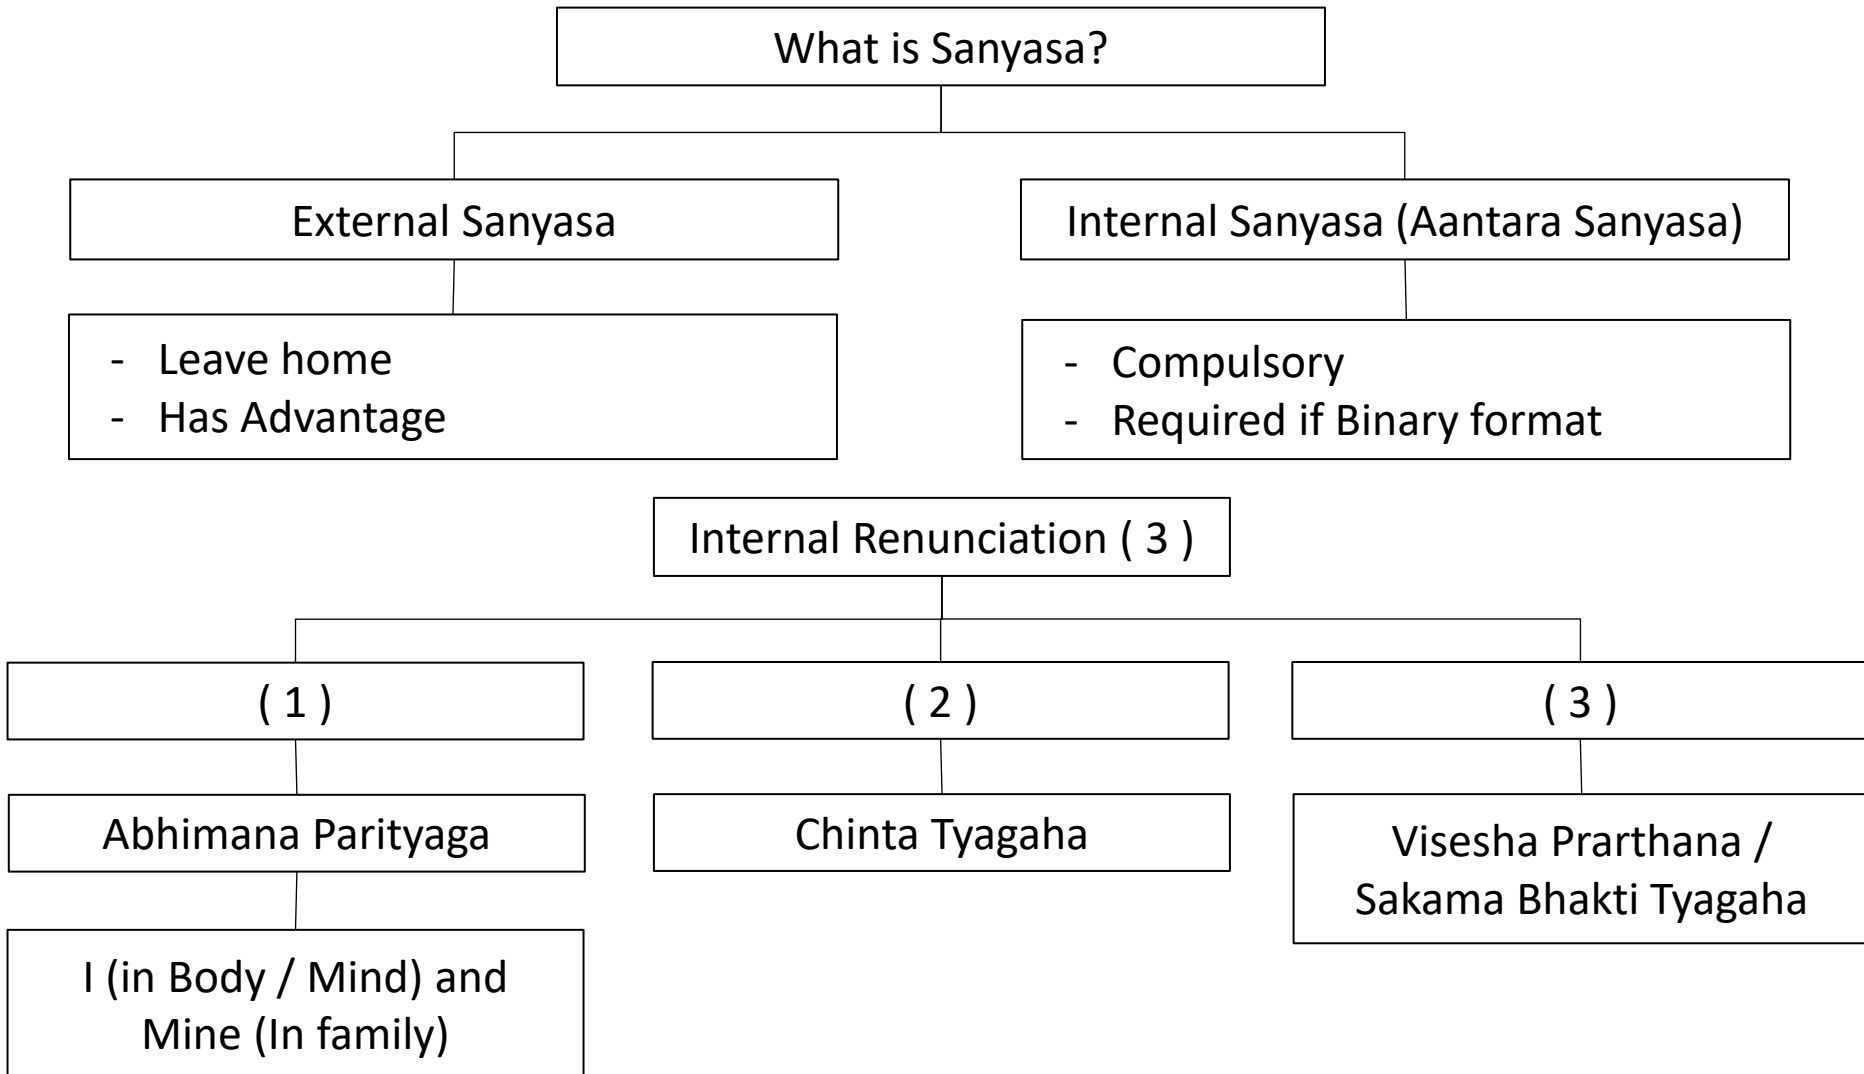 What is Sanyasa?
External Sanyasa
Internal Sanyasa (Aantara Sanyasa)
- Leave home
- Has Advantage
- Compulsory
- Required if Binary format
Internal Renunciation ( 3 )
( 1 )
( 2 )
( 3 )
Abhimana Parityaga
Chinta Tyagaha
Visesha Prarthana /
Sakama Bhakti Tyagaha
I (in Body / Mind) and
Mine (In family)